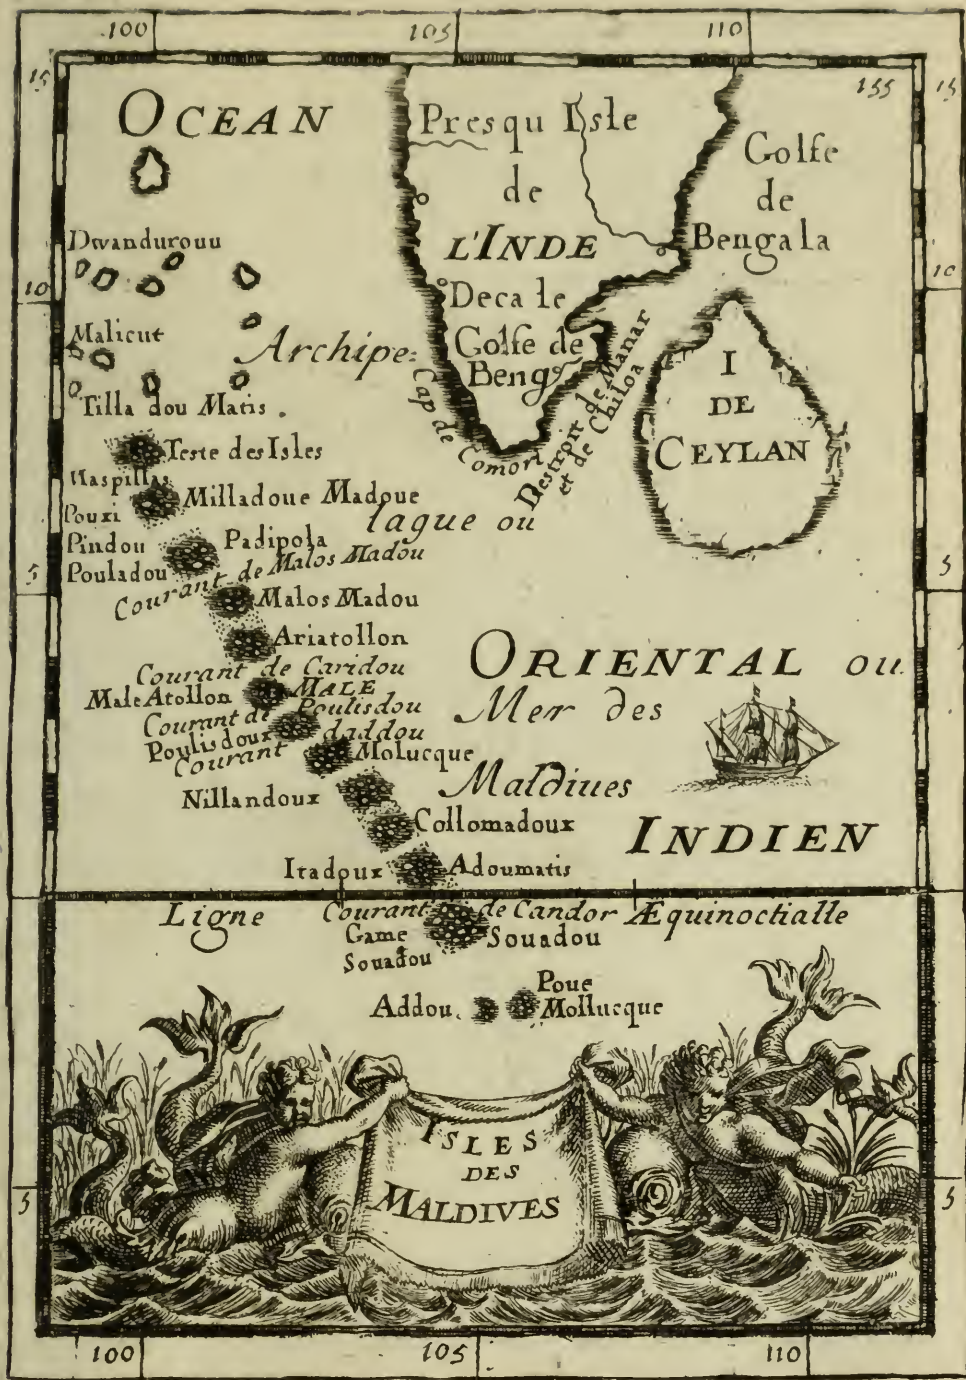 100 105 110
15 155 15
OCEAN
Presqu Isle
de
L'INDE
Deca le
Golfe de
Beng
Golfe
de
Bengala
Dwandurouu
10 10
Malicut
Archipe=
Cap de Comori
Destroit de Manar
et de Chiloa
I
DE
CEYLAN
Tilla dou Matis.
Teste des Isles
Pouxi
Milladoue Madoue
lague ou
Pindou
Pouladou
Padipola
Courant de Malos Madou
5 5
Malos Madou
Ariatollon
ORIENTAL ou
Courant de Caridou
Male Atollon
MALE
Mer des
Courant de Poulisdou
Poulisdoux
Courant daddou
Molucque
Maldiues
Nillandoux
Collomadoux
INDIEN
Itadoux
Adoumatis
Ligne Æquinoctialle
Courant de Candor
Game
Souadou
Souadou
Addou
Poue
Mollucque
ISLES
DES
MALDIVES
5 5
100 105 110